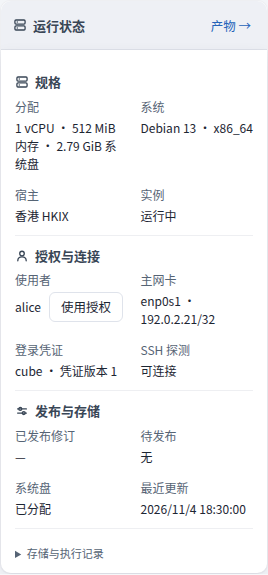 运行状态
产物 →
规格
分配
系统
1 vCPU • 512 MiB
内存 • 2.79 GiB 系
统盘
Debian 13 • x86_64
宿主
实例
香港 HKIX
运行中
授权与连接
使用者
主网卡
alice
使用授权
enp0s1 •
192.0.2.21/32
登录凭证
SSH 探测
cube • 凭证版本 1
可连接
发布与存储
已发布修订
待发布
—
无
系统盘
最近更新
已分配
2026/11/4 18:30:00
▶ 存储与执行记录